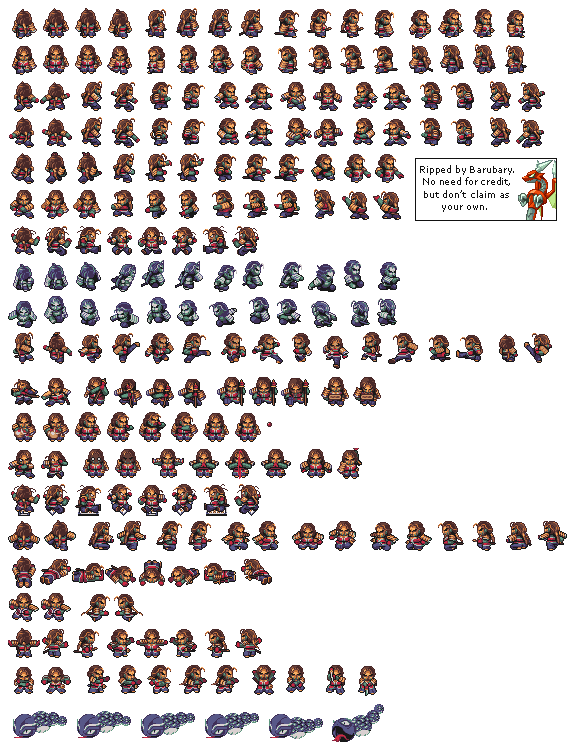 Ripped by Barubary.
No need for credit,
but don't claim as
your own.